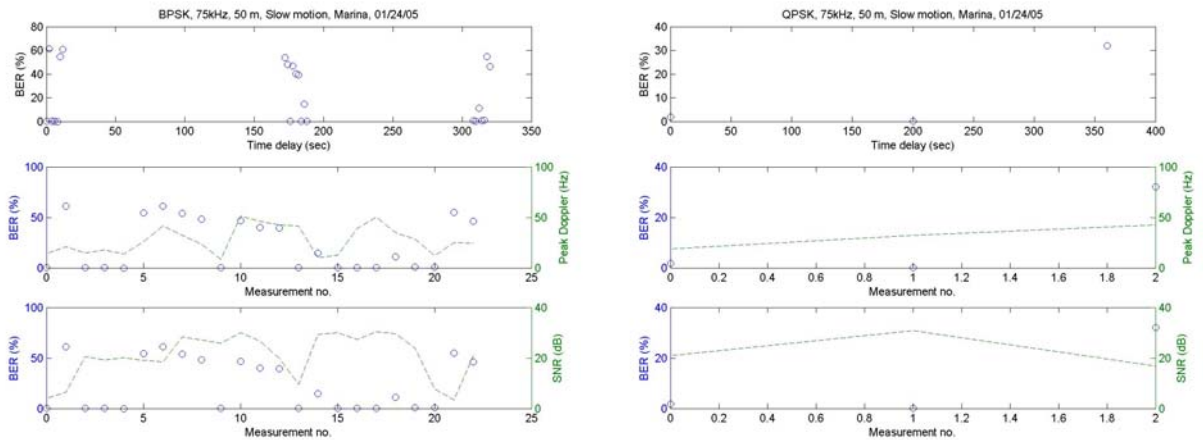 BPSK, 75kHz, 50 m, Slow motion, Marina, 01/24/05
80
60
40
20
0
BER (%)
0 50 100 150 200 250 300 350
Time delay (sec)
100
50
0
BER (%)
100
50
0
Peak Doppler (Hz)
0 5 10 15 20 25
Measurement no.
100
50
0
BER (%)
40
20
0
SNR (dB)
0 5 10 15 20 25
Measurement no.
QPSK, 75kHz, 50 m, Slow motion, Marina, 01/24/05
40
30
20
10
0
BER (%)
0 50 100 150 200 250 300 350 400
Time delay (sec)
40
20
0
BER (%)
100
50
0
Peak Doppler (Hz)
0 0.2 0.4 0.6 0.8 1 1.2 1.4 1.6 1.8 2
Measurement no.
40
20
0
BER (%)
40
20
0
SNR (dB)
0 0.2 0.4 0.6 0.8 1 1.2 1.4 1.6 1.8 2
Measurement no.